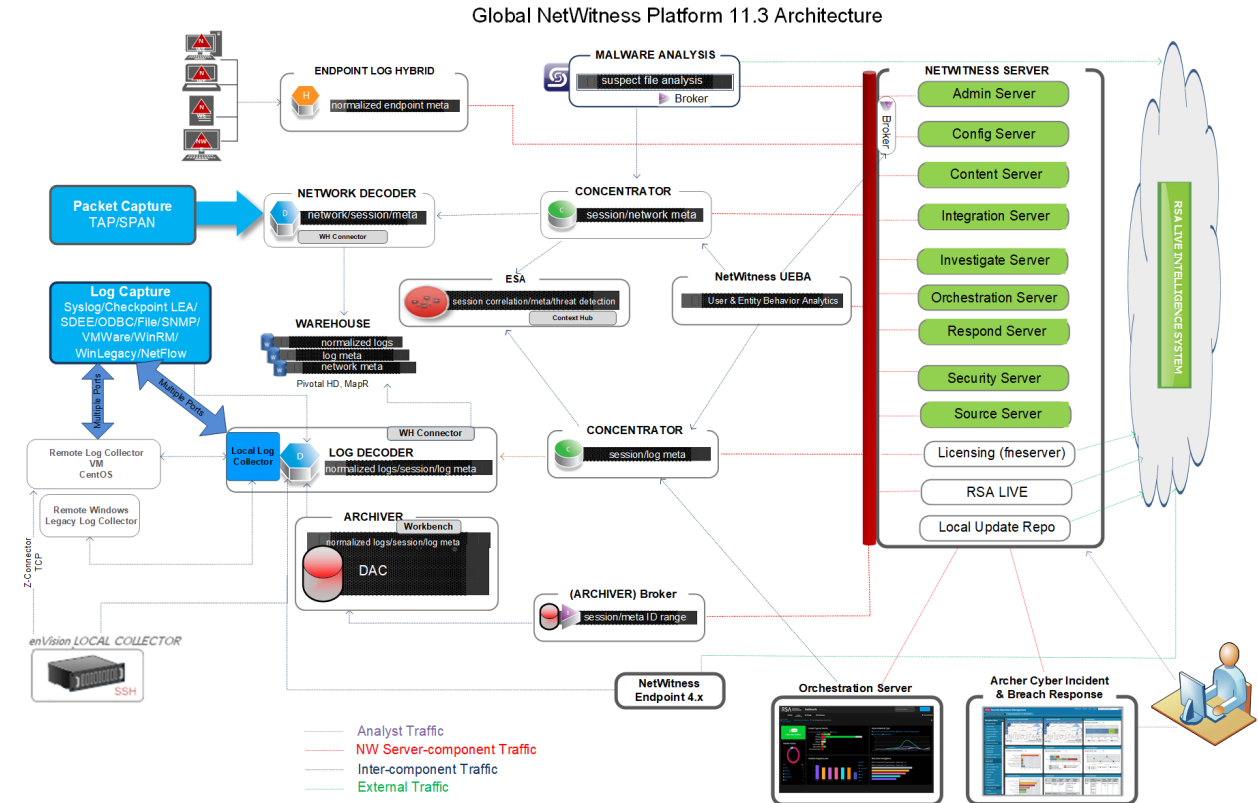 Global NetWitness Platform 11.3 Architecture
ENDPOINT LOG HYBRID
normalized endpoint meta
MALWARE ANALYSIS
suspect file analysis
Broker
NETWITNESS SERVER
Broker
Admin Server
Config Server
Content Server
Integration Server
Investigate Server
Orchestration Server
Respond Server
Security Server
Source Server
Licensing (fneserver)
RSA LIVE
Local Update Repo
RSA LIVE INTELLIGENCE SYSTEM
Packet Capture
TAP/SPAN
NETWORK DECODER
D
network/session/meta
WH Connector
CONCENTRATOR
C
session/network meta
ESA
session correlation/meta/threat detection
Context Hub
NetWitness UEBA
User & Entity Behavior Analytics
Log Capture
Syslog/Checkpoint LEA/
SDEE/ODBC/File/SNMP/
VMWare/WinRM/
WinLegacy/NetFlow
Multiple Ports
Multiple Ports
WAREHOUSE
normalized logs
log meta
network meta
Pivotal HD, MapR
Remote Log Collector
VM
CentOS
Remote Windows
Legacy Log Collector
Z-Connector
TCP
WH Connector
Local Log
Collector
D
LOG DECODER
normalized logs/session/log meta
CONCENTRATOR
C
session/log meta
ARCHIVER
Workbench
normalized logs/session/log meta
DAC
(ARCHIVER) Broker
session/meta ID range
enVision LOCAL COLLECTOR
SSH
NetWitness
Endpoint 4.x
Orchestration Server
RSA
Archer Cyber Incident
& Breach Response
Analyst Traffic
NW Server-component Traffic
Inter-component Traffic
External Traffic